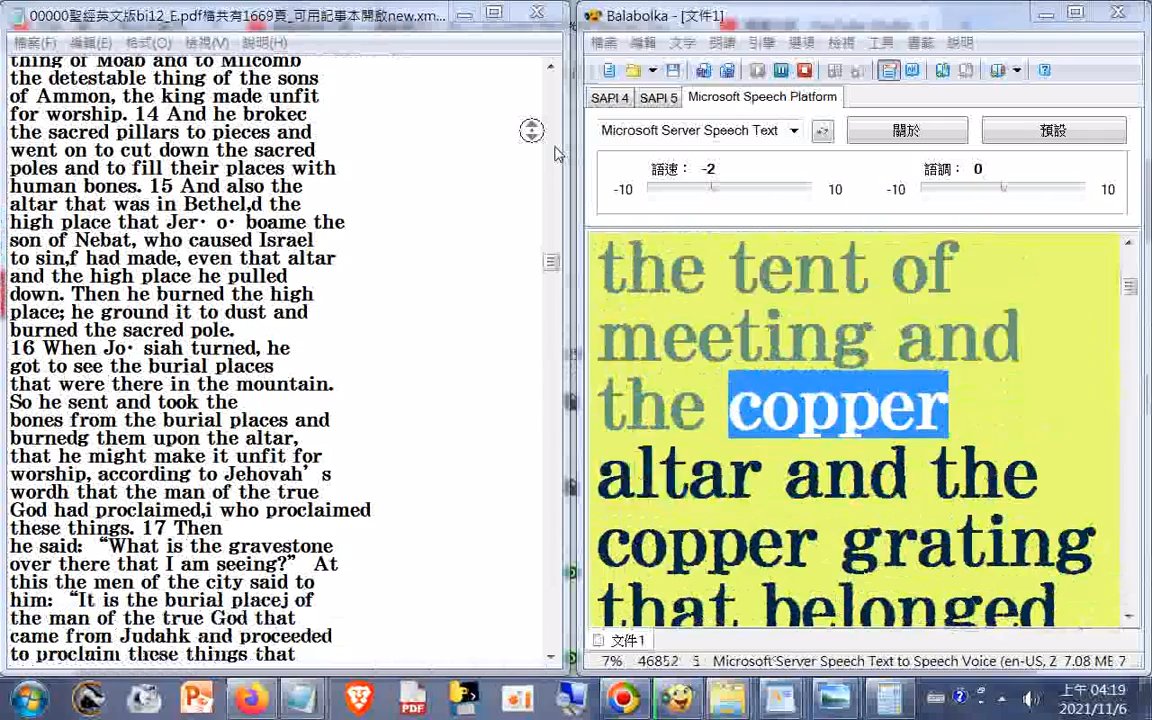 00000聖經英文版bi12_E.pdf檔共有1669頁_可用記事本開啟new.xm...
檔案(F) 編輯(E) 格式(O) 檢視(V) 說明(H)
thing of Moab and to Milcomb
the detestable thing of the sons
of Ammon, the king made unfit
for worship. 14 And he brokec
the sacred pillars to pieces and
went on to cut down the sacred
poles and to fill their places with
human bones. 15 And also the
altar that was in Bethel,d the
high place that Jer· o· boame the
son of Nebat, who caused Israel
to sin,f had made, even that altar
and the high place he pulled
down. Then he burned the high
place; he ground it to dust and
burned the sacred pole.
16 When Jo· siah turned, he
got to see the burial places
that were there in the mountain.
So he sent and took the
bones from the burial places and
burnedg them upon the altar,
that he might make it unfit for
worship, according to Jehovah’s
wordh that the man of the true
God had proclaimed,i who proclaimed
these things. 17 Then
he said: “What is the gravestone
over there that I am seeing?” At
this the men of the city said to
him: “It is the burial placej of
the man of the true God that
came from Judahk and proceeded
to proclaim these things that
Balabolka - [文件1]
檔案 編輯 文字 朗讀 引擎 選項 檢視 工具 書籤 說明
SAPI 4 SAPI 5 Microsoft Speech Platform
Microsoft Server Speech Text 關於 預設
語速： -2 語調： 0
-10 10 -10 10
the tent of
meeting and
the copper
altar and the
copper grating
that belonged
文件1
7% 46852 Microsoft Server Speech Text to Speech Voice (en-US, Z 7.08 ME 7
PDF
上午 04:19
2021/11/6